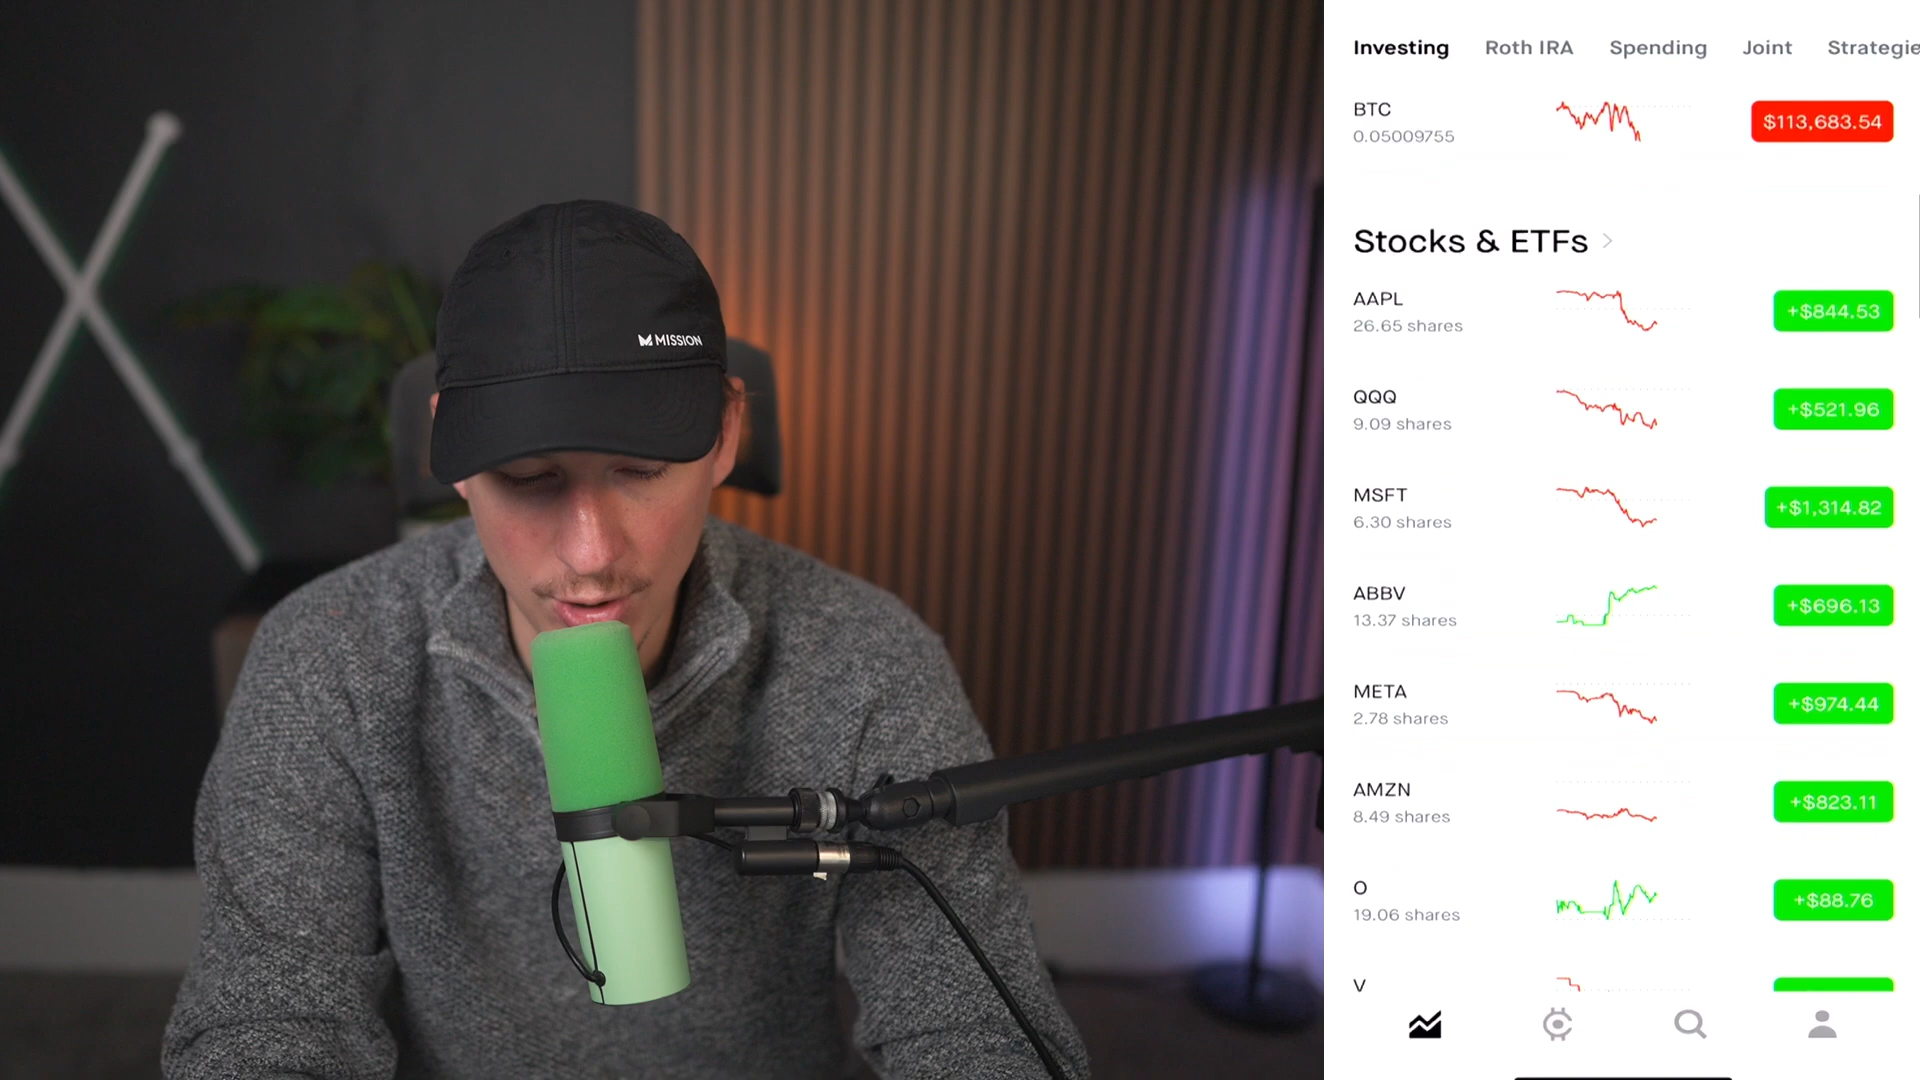 MISSION
Investing Roth IRA Spending Joint Strategie
BTC
0.05009755
$113,683.54
Stocks & ETFs
AAPL
26.65 shares
+$844.53
QQQ
9.09 shares
+$521.96
MSFT
6.30 shares
+$1,314.82
ABBV
13.37 shares
+$696.13
META
2.78 shares
+$974.44
AMZN
8.49 shares
+$823.11
O
19.06 shares
+$88.76
V